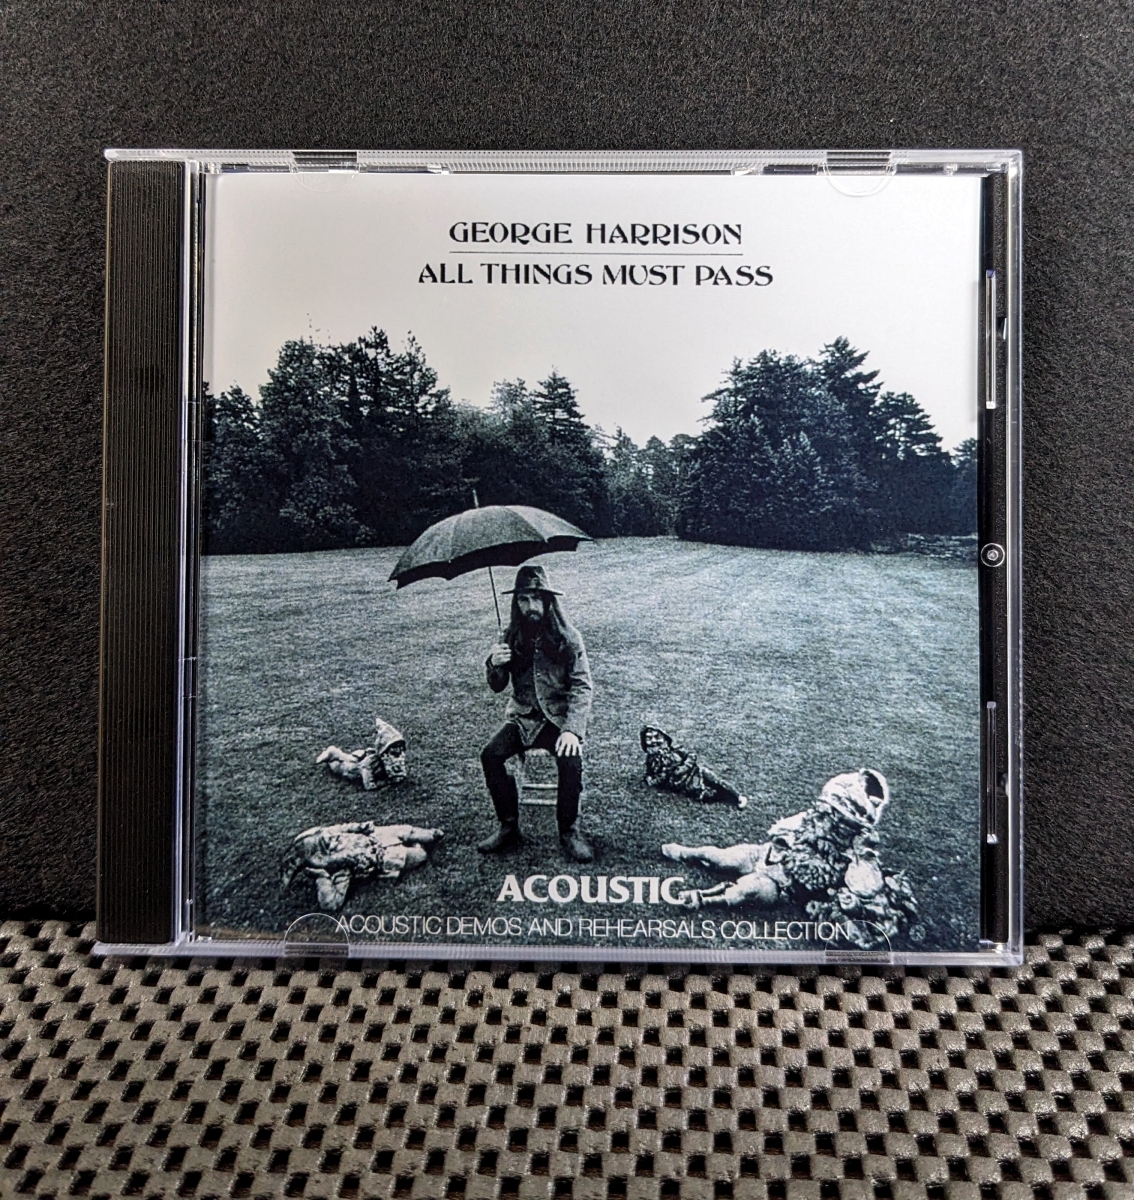 GEORGE HARRISON
ALL THINGS MUST PASS
ACOUSTIC
ACOUSTIC DEMOS AND REHEARSALS COLLECTION